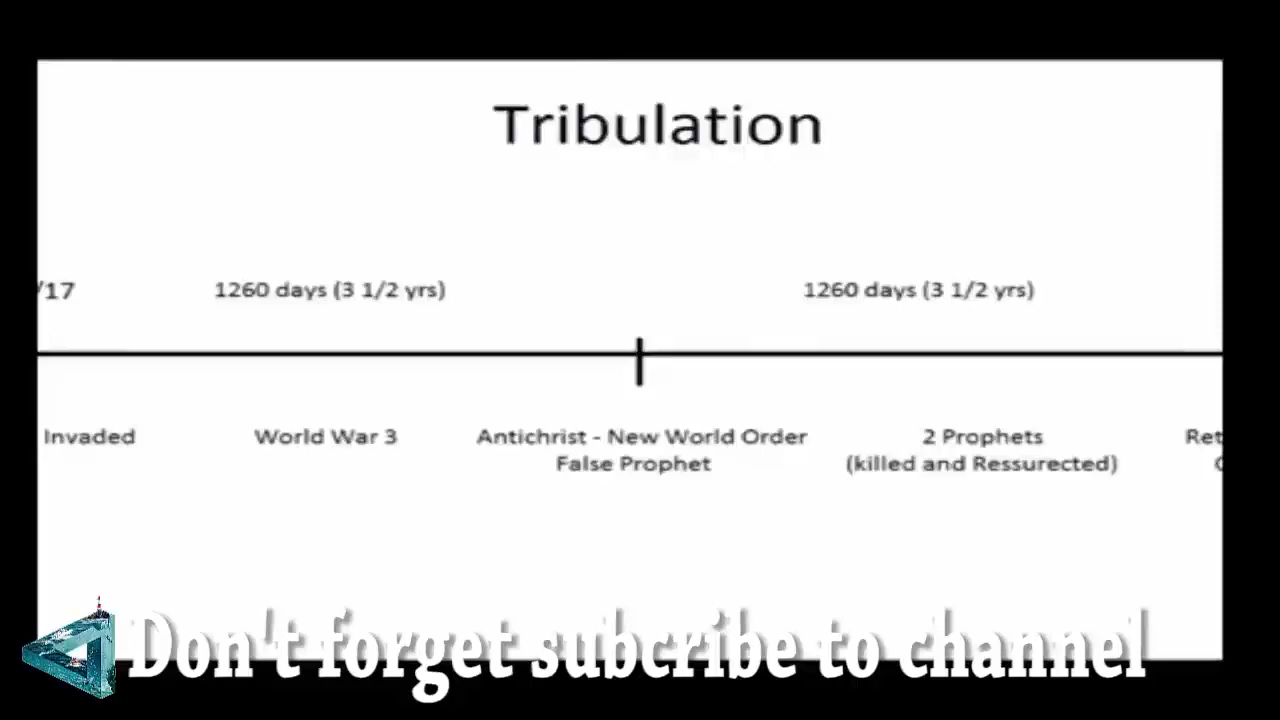 Tribulation
/17 1260 days (3 1/2 yrs) 1260 days (3 1/2 yrs)
Invaded World War 3 Antichrist - New World Order 2 Prophets Ret
False Prophet (killed and Ressurected)
Don't forget subcribe to channel